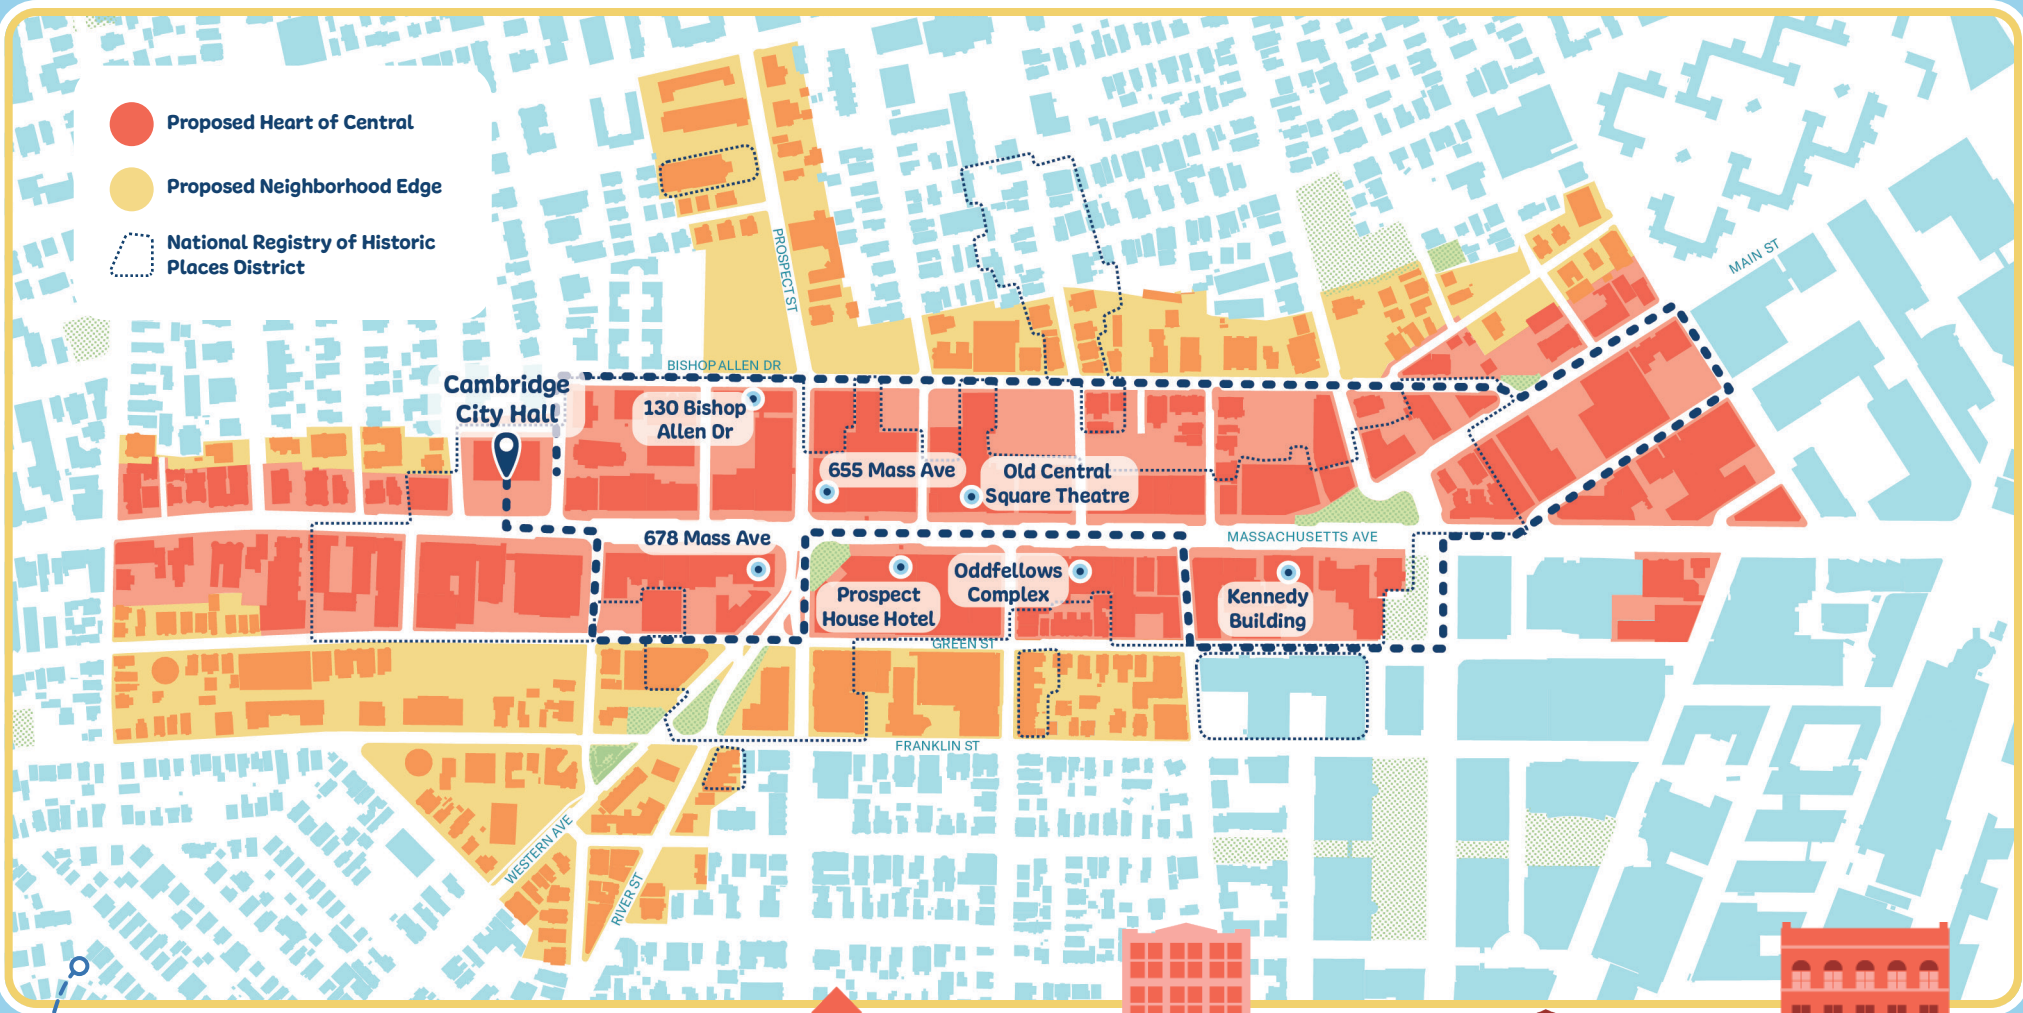 Proposed Heart of Central
Proposed Neighborhood Edge
National Registry of Historic
Places District
PROSPECT ST
MAIN ST
BISHOP ALLEN DR
Cambridge
City Hall
130 Bishop
Allen Dr
655 Mass Ave
Old Central
Square Theatre
678 Mass Ave
MASSACHUSETTS AVE
Prospect
House Hotel
Oddfellows
Complex
Kennedy
Building
GREEN ST
FRANKLIN ST
WESTERN AVE
RIVER ST